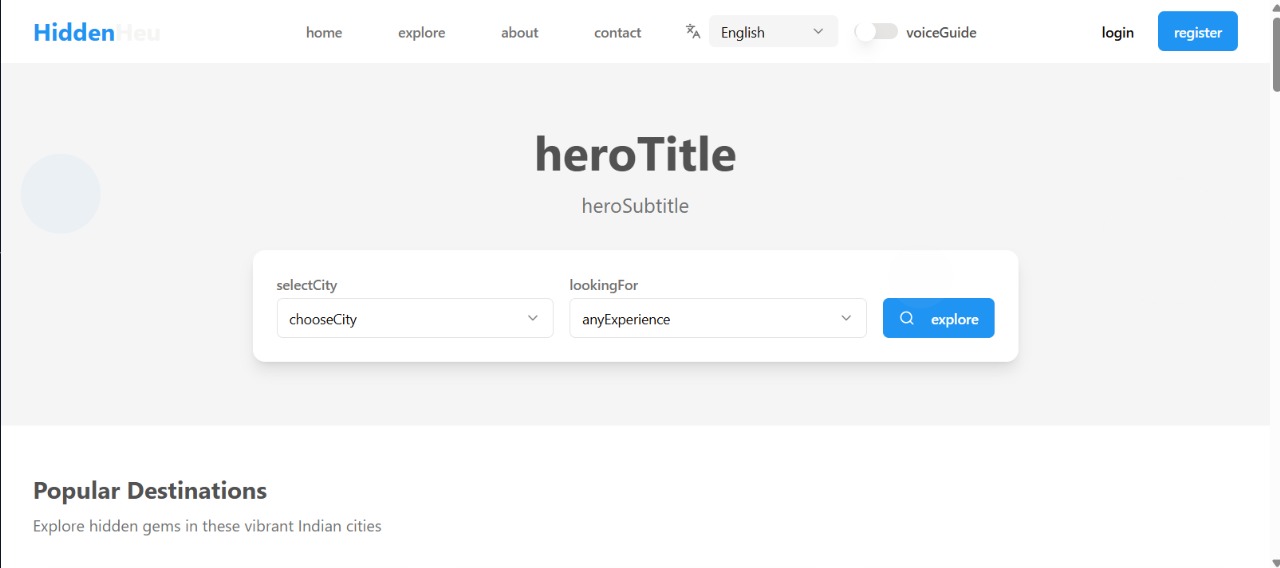 HiddenHeu
home
explore
about
contact
English
voiceGuide
login
register
heroTitle
heroSubtitle
selectCity
lookingFor
chooseCity
anyExperience
explore
Popular Destinations
Explore hidden gems in these vibrant Indian cities